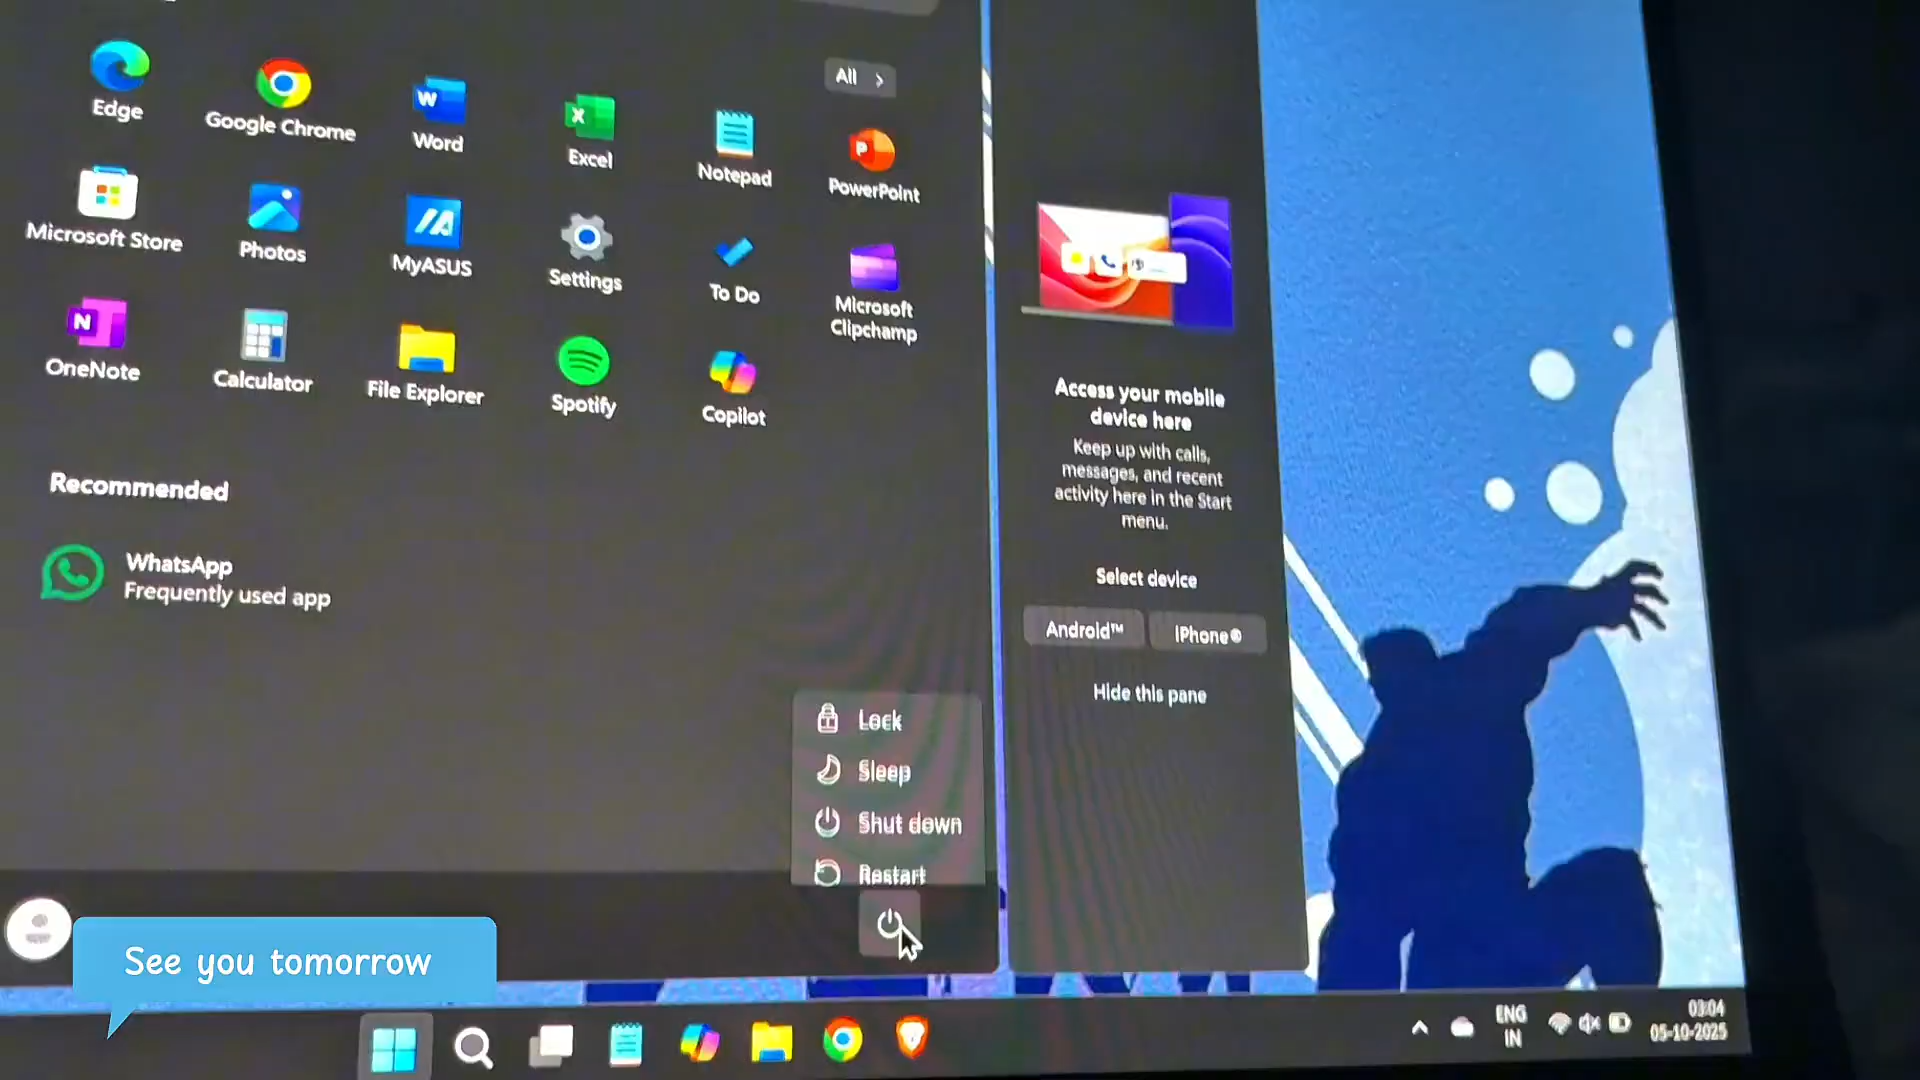 All
Edge
Google Chrome
Word
Excel
Notepad
PowerPoint
Microsoft Store
Photos
MyASUS
Settings
To Do
Microsoft
Clipchamp
OneNote
Calculator
File Explorer
Spotify
Copilot
Recommended
WhatsApp
Frequently used app
Access your mobile
device here
Keep up with calls,
messages, and recent
activity here in the Start
menu.
Select device
Android™ iPhone®
Hide this pane
Lock
Sleep
Shut down
Restart
See you tomorrow
ENG
IN
03:04
05-10-2025